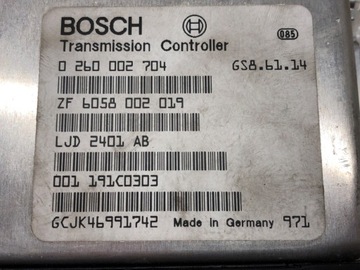 BOSCH
Transmission Controller
085
0 260 002 704 GS8.61.14
ZF 6058 002 019
LJD 2401 AB
001 191C0303
GCJK46991742 Made in Germany 971